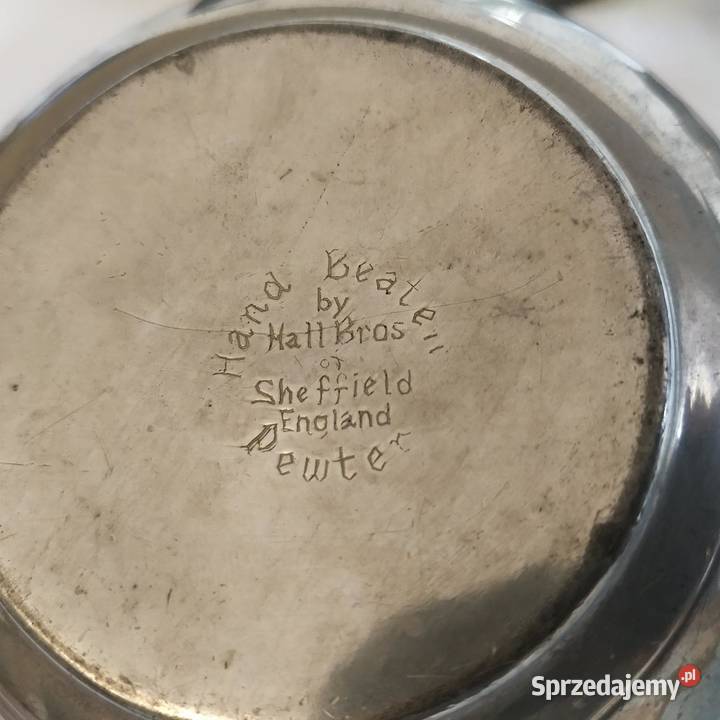 Hand Beaten
by
Hall Bros
of
Sheffield
England
Pewter
Sprzedajemy.pl